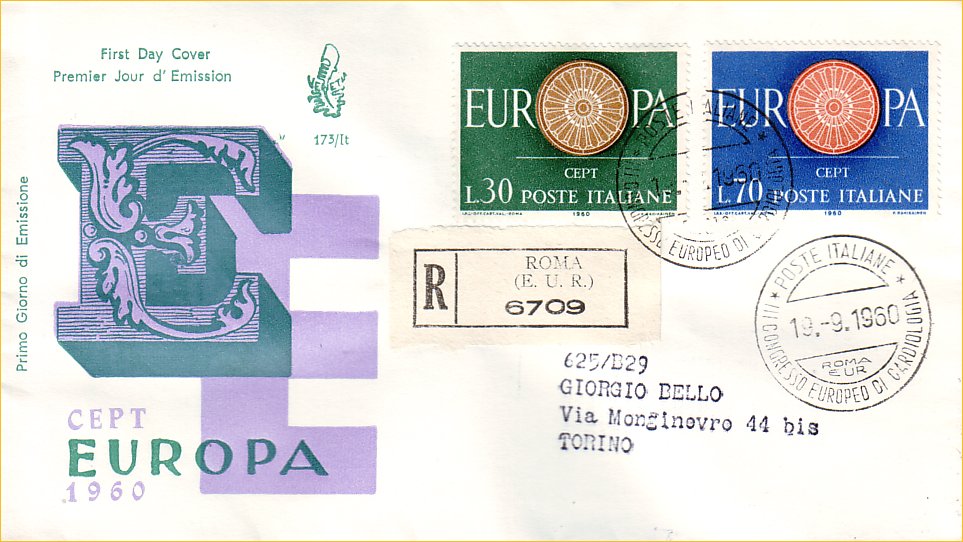 First Day Cover
Premier Jour d' Emission
173/It
Primo Giorno di Emissione
E
CEPT
EUROPA
1960
EUROPA
CEPT
L.30 POSTE ITALIANE
1960
EUROPA
CEPT
L.70 POSTE ITALIANE
1960
R
ROMA
(E. U. R.)
6709
* POSTE ITALIANE *
19.-9.1960
ROMA
EUR
III CONGRESSO EUROPEO DI CARDIOLOGIA
625/B29
GIORGIO BELLO
Via Monginevro 44 bis
TORINO